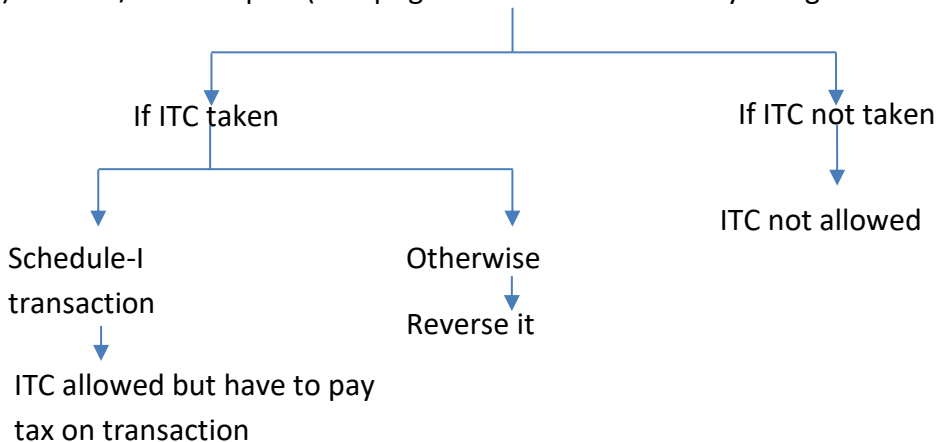 If ITC taken
If ITC not taken
ITC not allowed
Schedule-I
transaction
Otherwise
Reverse it
ITC allowed but have to pay
tax on transaction